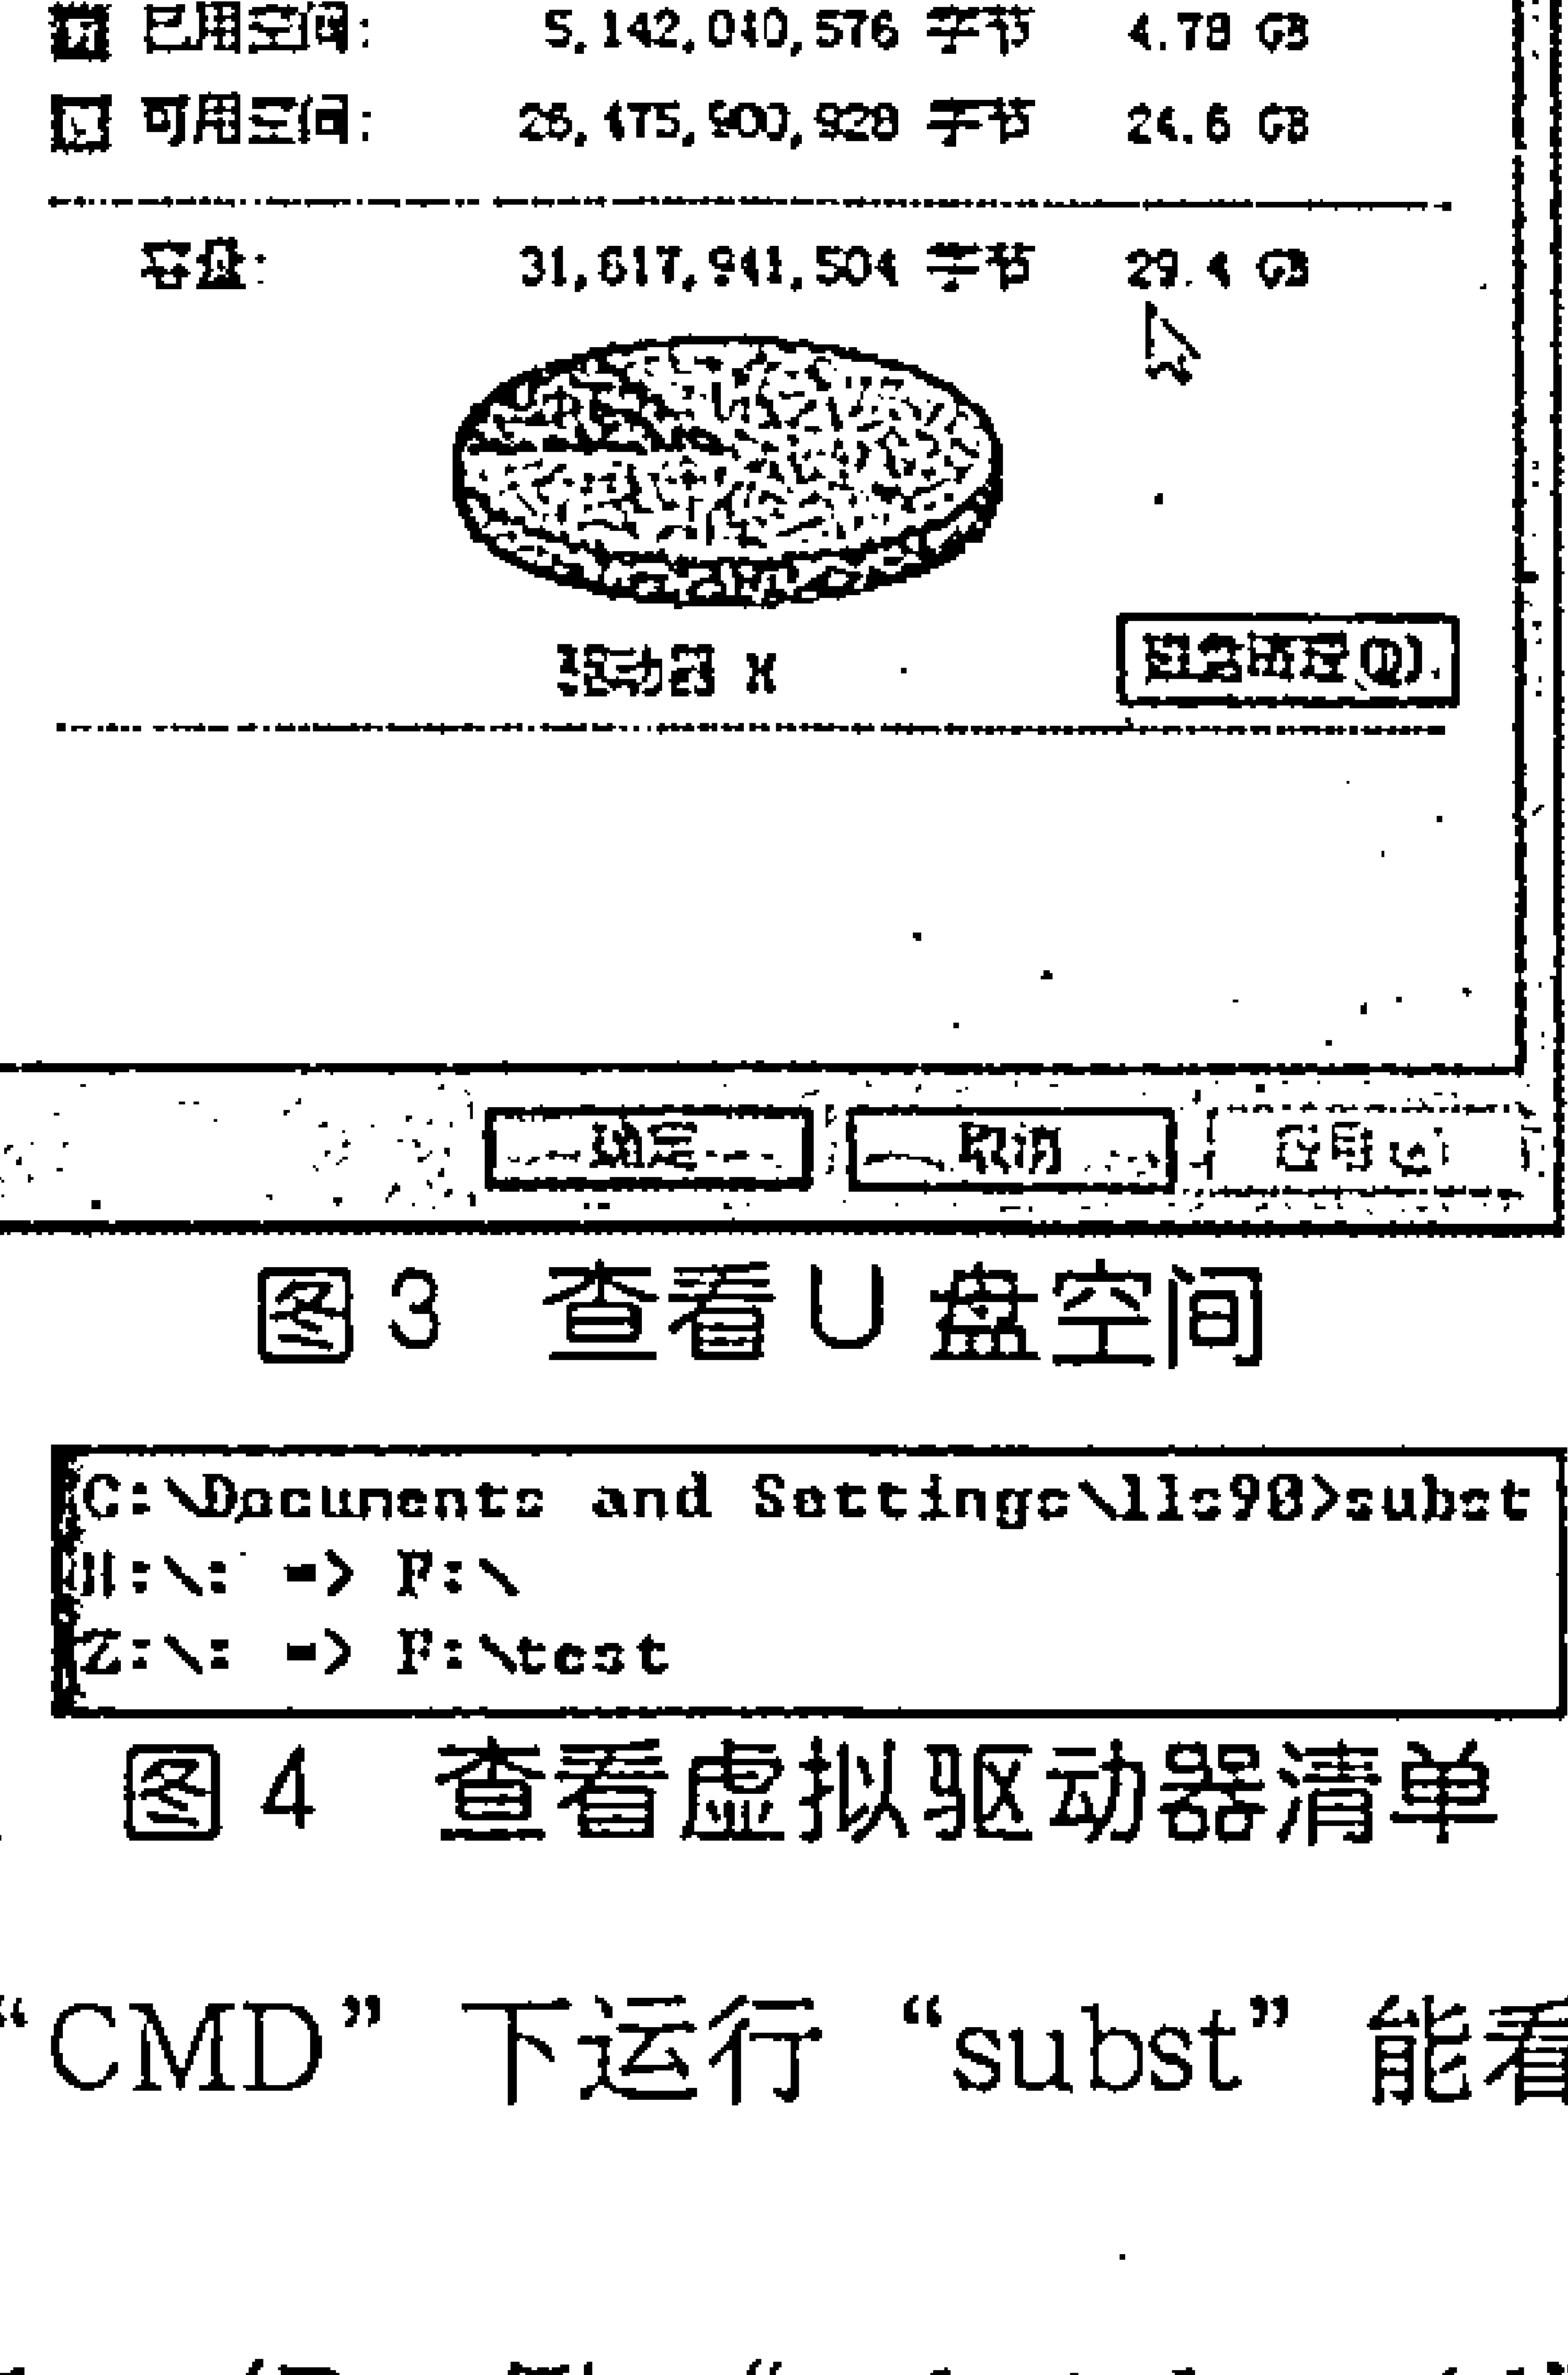 已用空间: 5,142,040,576 字节 4.78 GB
可用空间: 26,475,900,928 字节 24.6 GB
容量: 31,617,941,504 字节 29.4 GB
驱动器
确定 取消
图3 查看U盘空间
C:\Documents and Settings\lls90>subst
:\: => F:\
Z:\: => F:\test
图4 查看虚拟驱动器清单
“CMD” 下运行 “subst” 能看